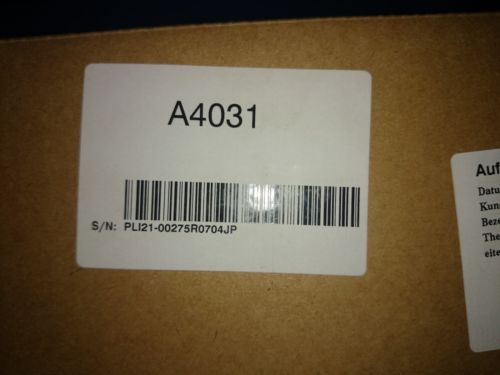 A4031
S/N: PLI21-00275R0704JP
Auf
Datu
Kun
Beze
The
eite